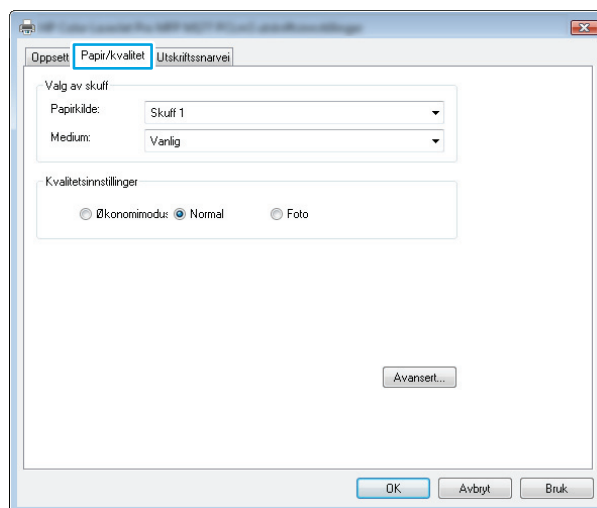 Oppsett Papir/kvalitet Utskriftssnarvei
Valg av skuff
Papirkilde: Skuff 1
Medium: Vanlig
Kvalitetsinnstillinger
Økonomimodu: Normal Foto
Avansert...
OK Avbryt Bruk